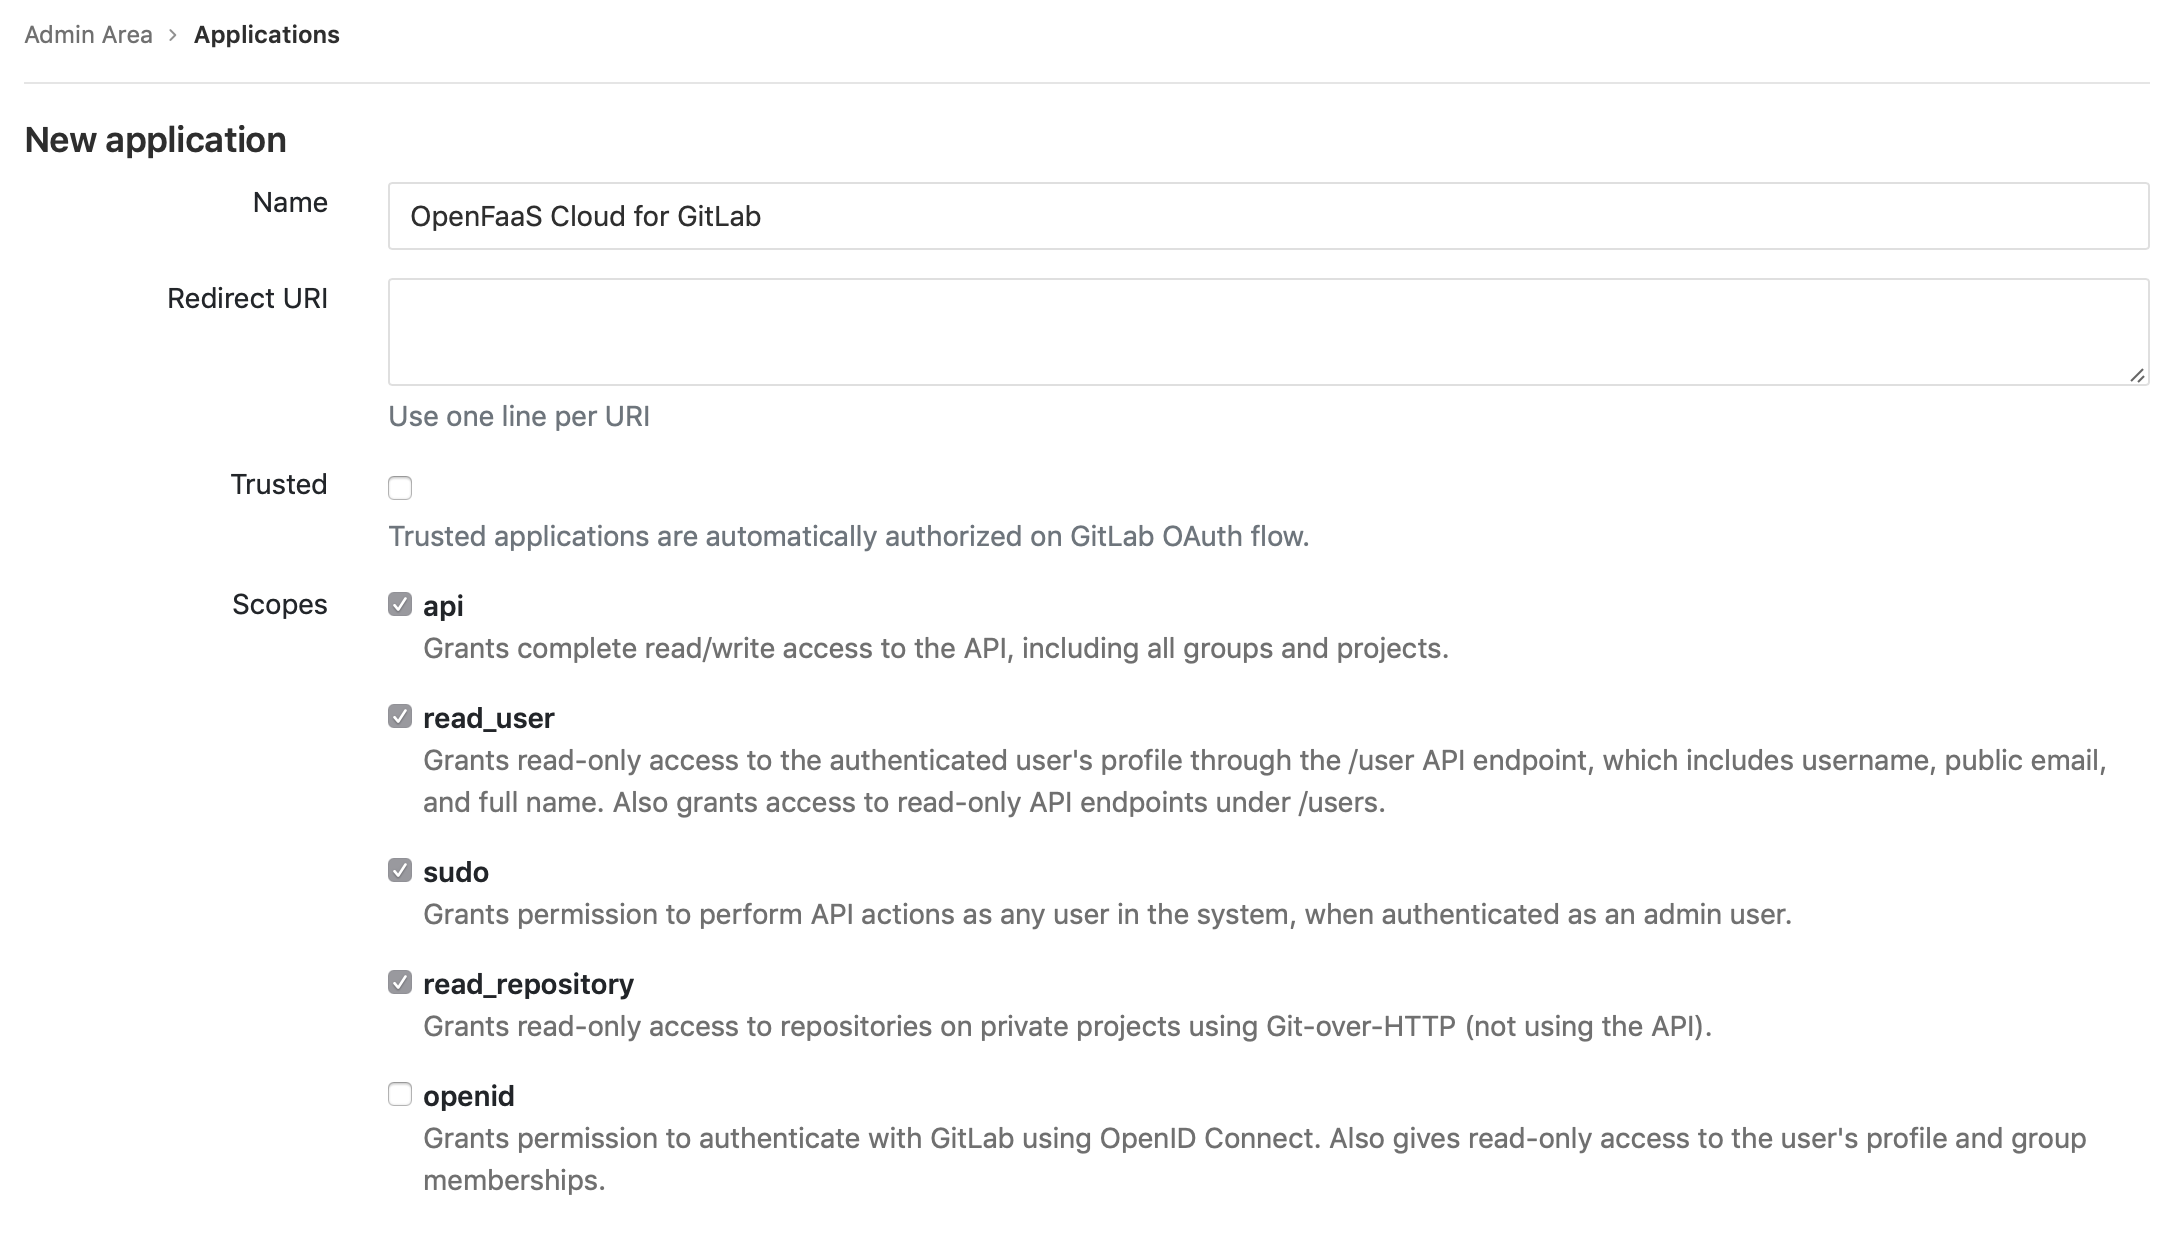 Admin Area > Applications
New application
Name
OpenFaaS Cloud for GitLab
Redirect URI
Use one line per URI
Trusted
Trusted applications are automatically authorized on GitLab OAuth flow.
Scopes
api
Grants complete read/write access to the API, including all groups and projects.
read_user
Grants read-only access to the authenticated user's profile through the /user API endpoint, which includes username, public email,
and full name. Also grants access to read-only API endpoints under /users.
sudo
Grants permission to perform API actions as any user in the system, when authenticated as an admin user.
read_repository
Grants read-only access to repositories on private projects using Git-over-HTTP (not using the API).
openid
Grants permission to authenticate with GitLab using OpenID Connect. Also gives read-only access to the user's profile and group
memberships.